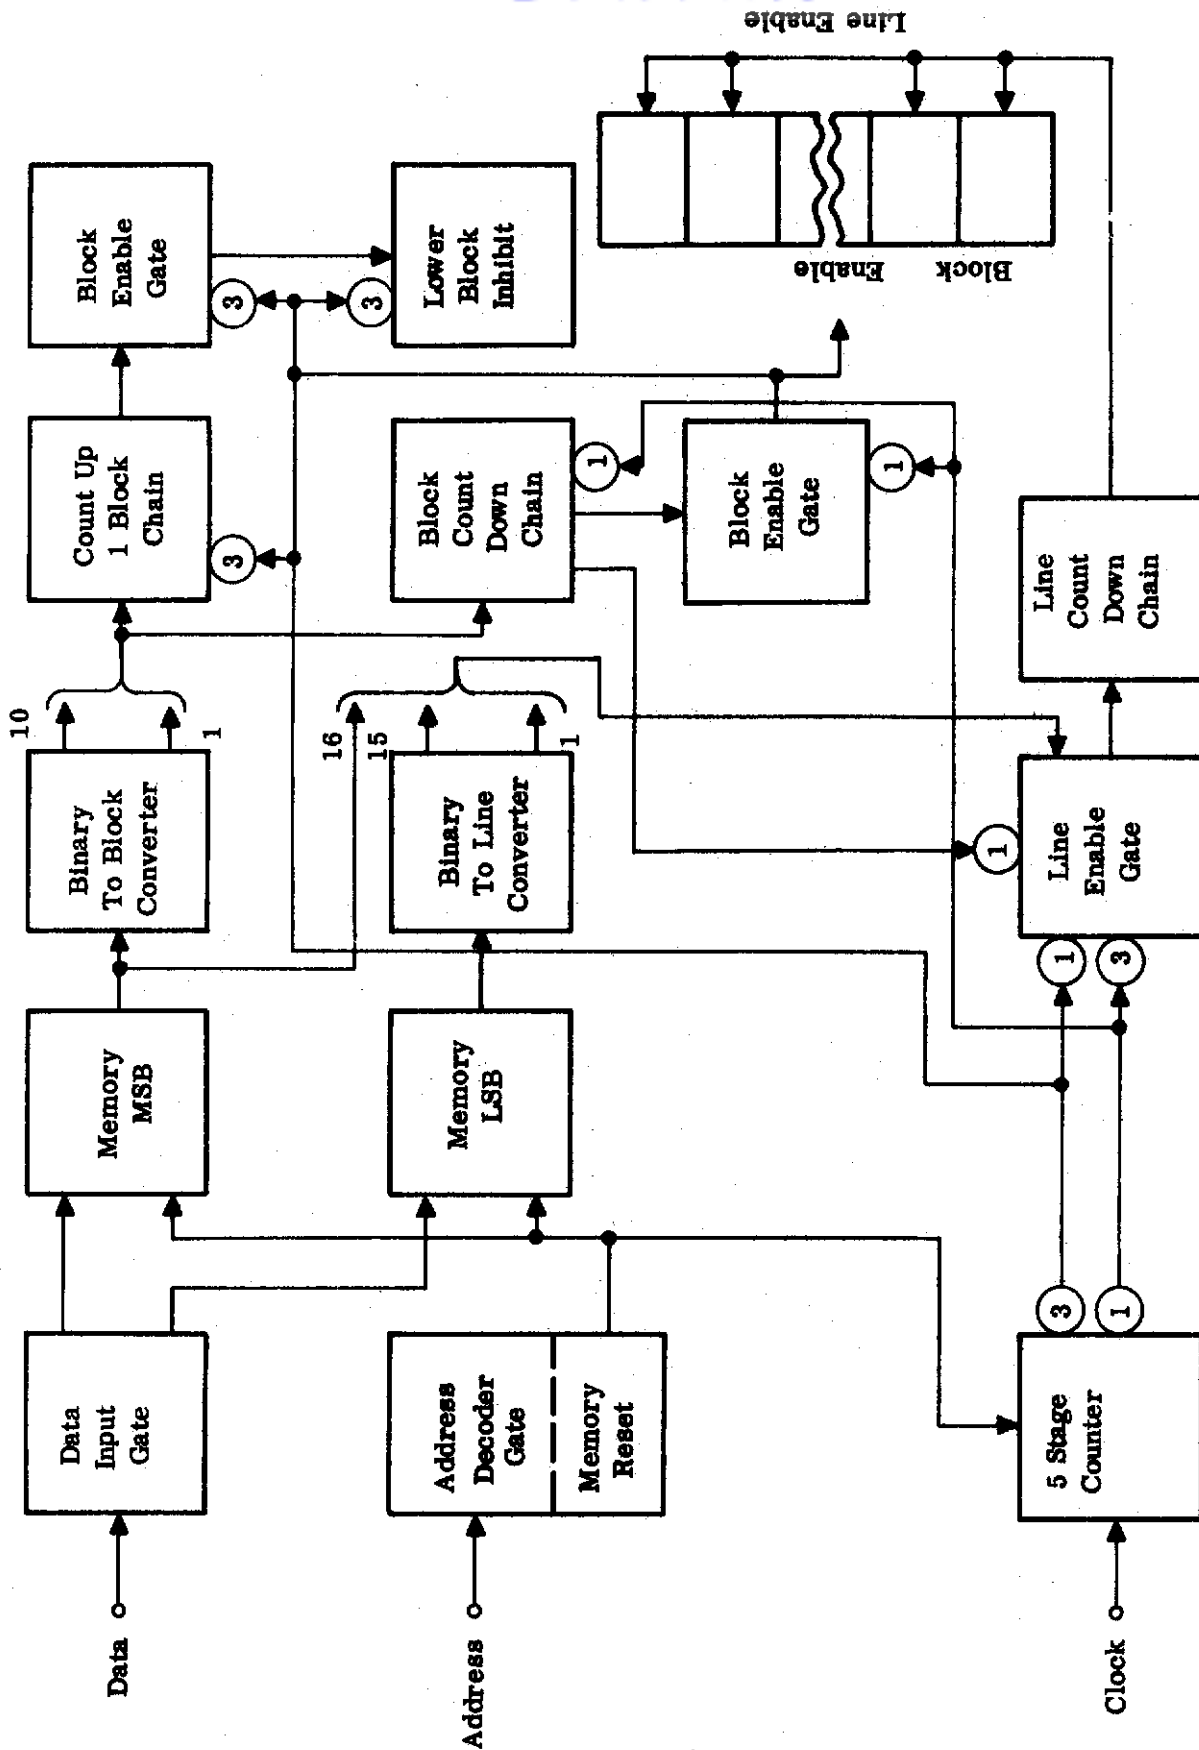 Data
Data
Input
Gate
Memory
MSB
Binary
To Block
Converter
10
1
Count Up
1 Block
Chain
3
Block
Enable
Gate
3
Address
Address
Decoder
Gate
Memory
Reset
Memory
LSB
Binary
To Line
Converter
16
15
1
Block
Count
Down
Chain
1
3
Lower
Block
Inhibit
Block
Enable
Gate
1
Block
Enable
Line Enable
Clock
5 Stage
Counter
3
1
1
3
1
Line
Enable
Gate
Line
Count
Down
Chain